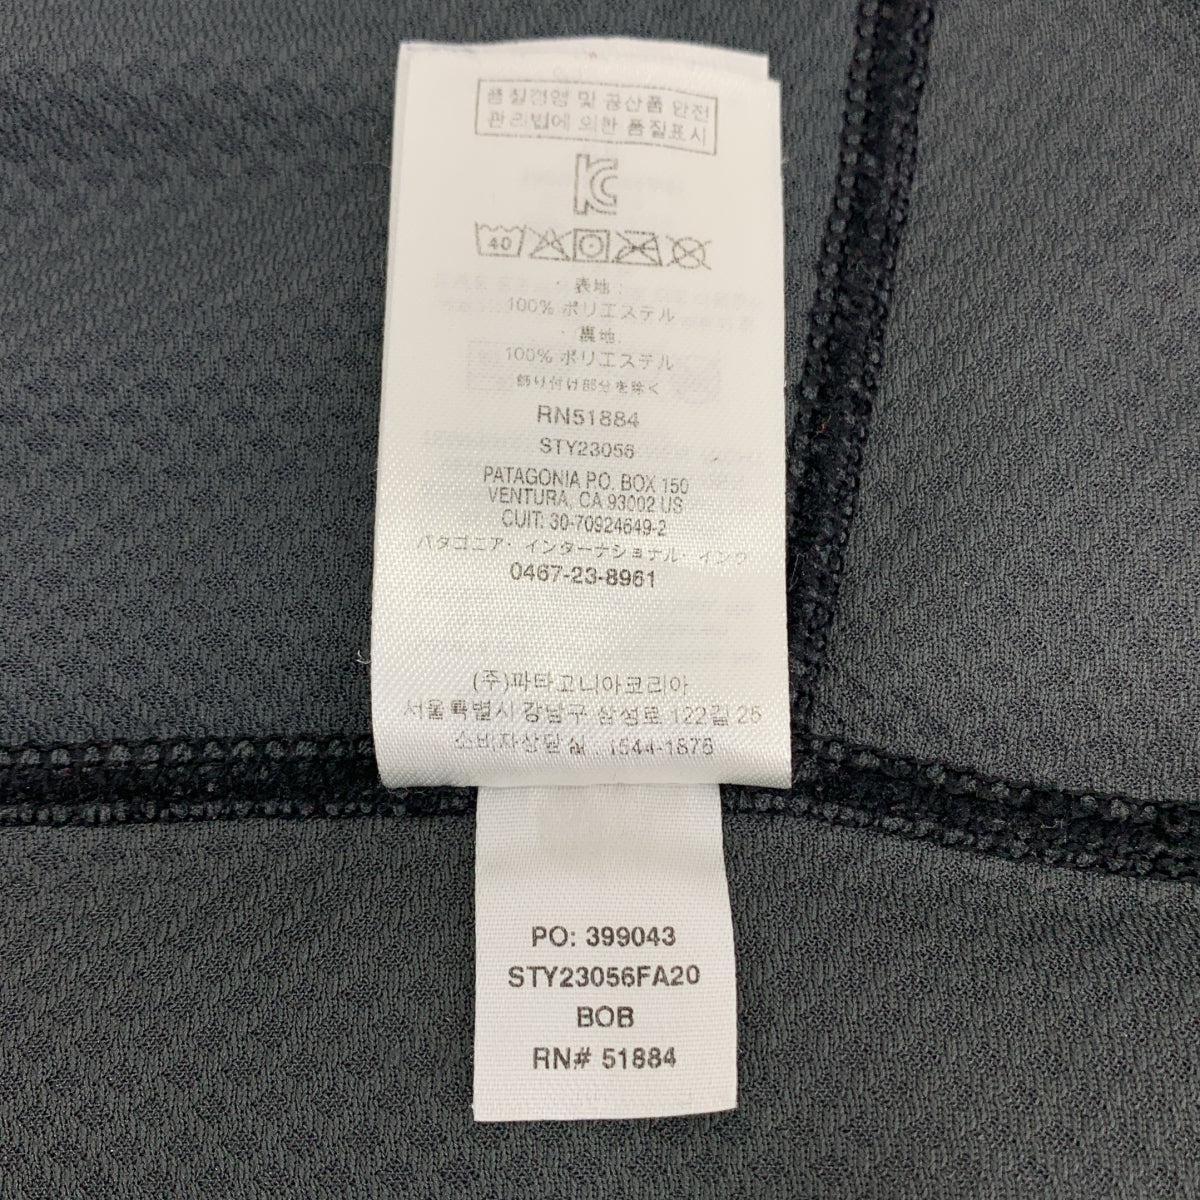 품질경영 및 공산품 안전
관리법에 의한 품질표시
KC
40
· 表地 :
100% ポリエステル
· 裏地:
100% ポリエステル
飾り付け部分を除く
RN51884
STY23056
PATAGONIA P.O. BOX 150
VENTURA, CA 93002 US
CUIT: 30-70924649-2
パタゴニア・インターナショナル・インク
0467-23-8961
(주)파타고니아코리아
서울특별시 강남구 삼성로 122길 25
소비자상담실 : 1544-1876
PO: 399043
STY23056FA20
BOB
RN# 51884